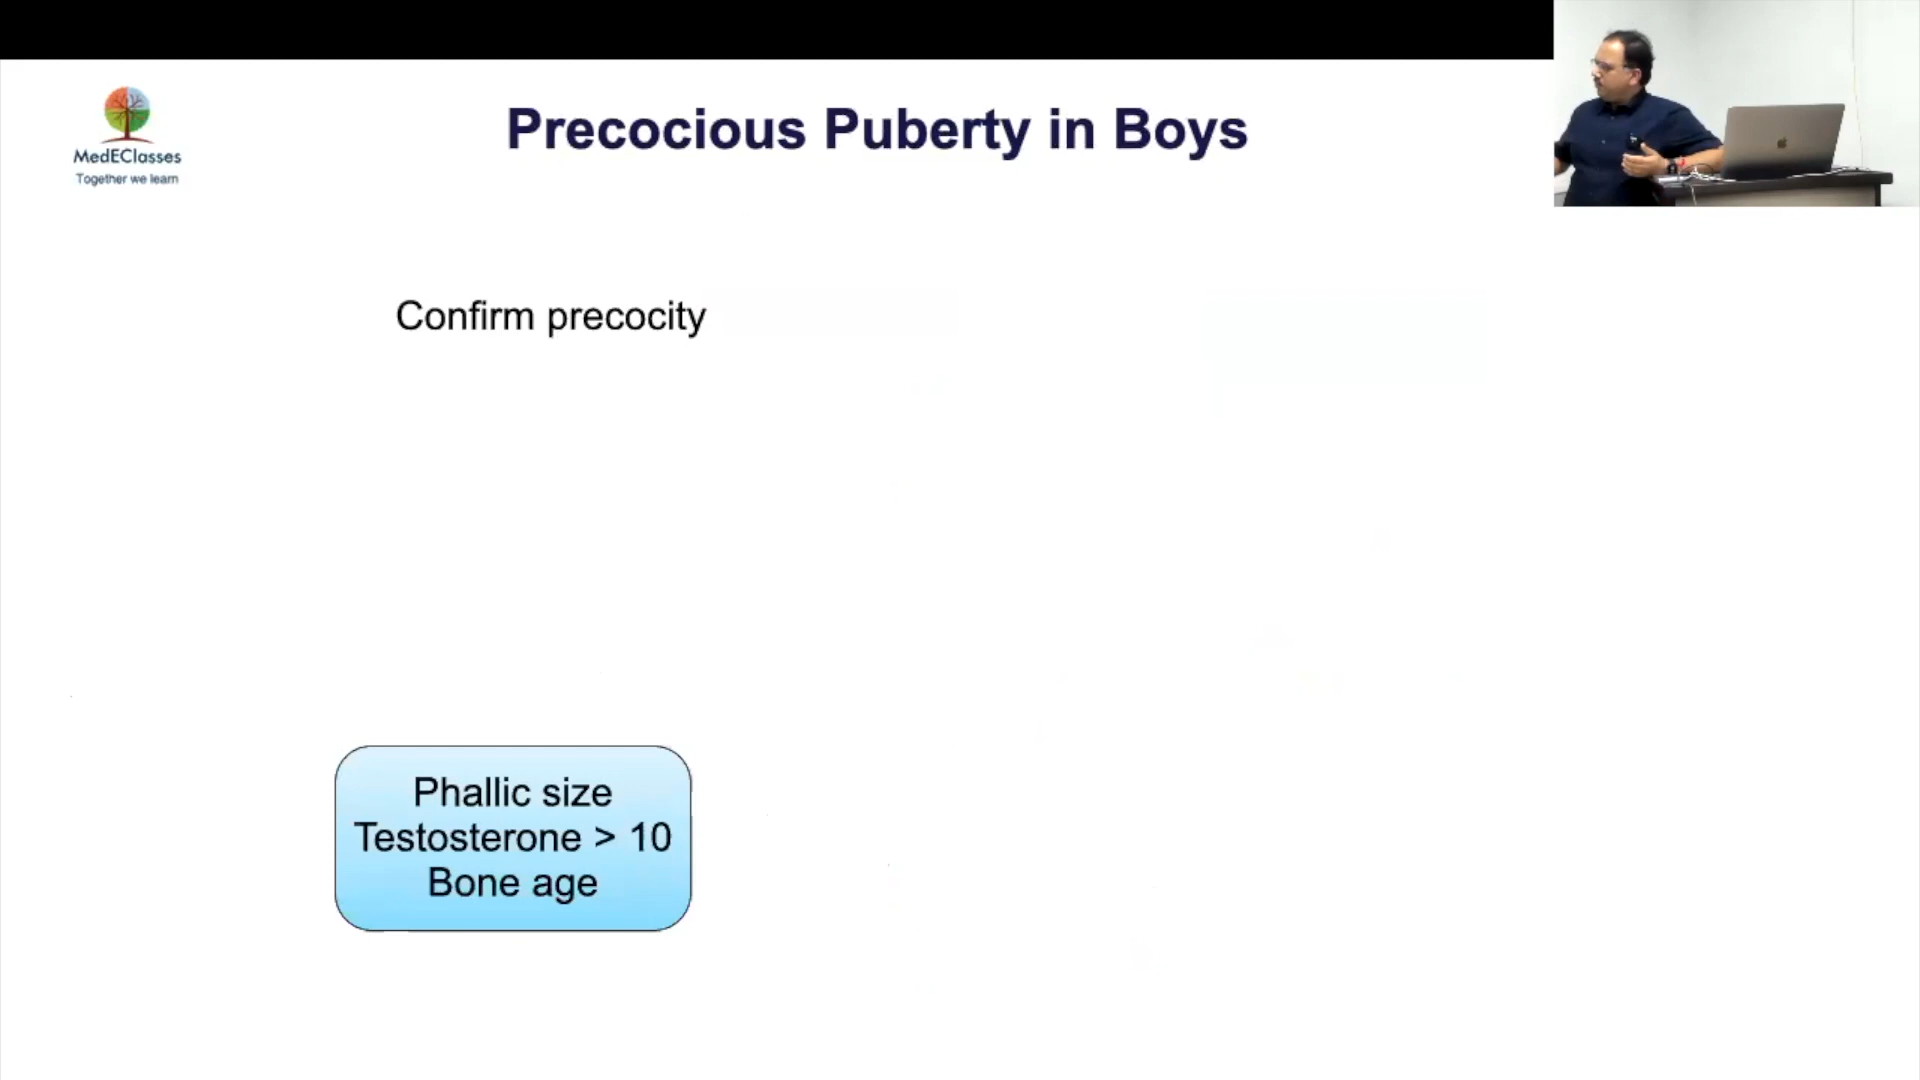 MedEClasses
Together we learn
Precocious Puberty in Boys
Confirm precocity
Phallic size
Testosterone > 10
Bone age